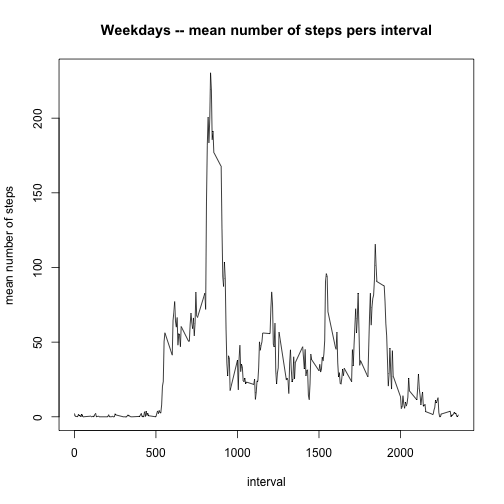 Weekdays -- mean number of steps pers interval
mean number of steps
200
150
100
50
0
0 500 1000 1500 2000
interval